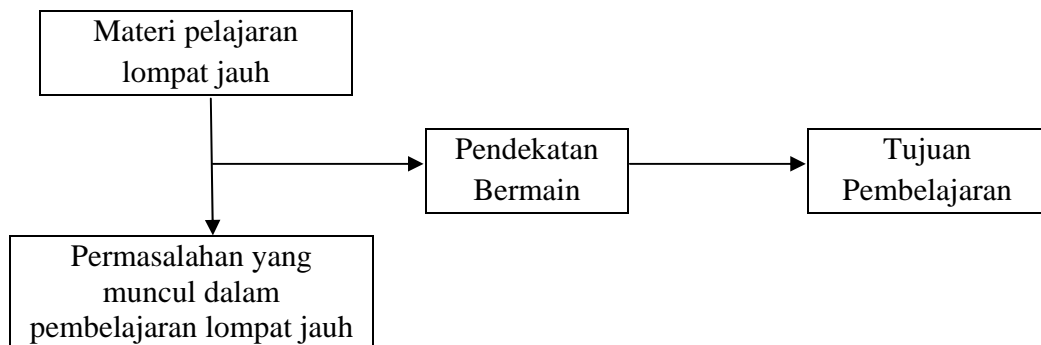 Materi pelajaran
lompat jauh
Pendekatan
Bermain
Tujuan
Pembelajaran
Permasalahan yang
muncul dalam
pembelajaran lompat jauh